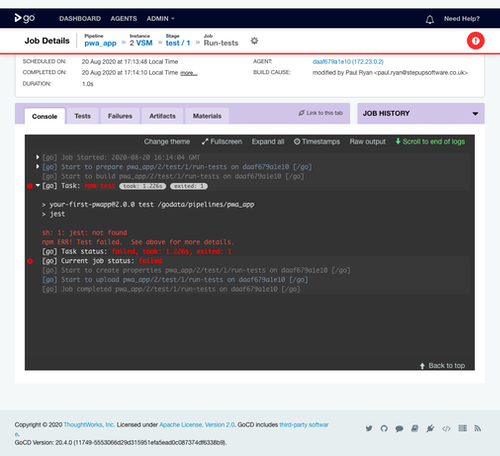 go DASHBOARD AGENTS ADMIN Need Help?
Job Details
Pipeline Instance Stage Job
pwa_app » 2 VSM » test / 1 » Run-tests
SCHEDULED ON: 20 Aug 2020 at 17:13:48 Local Time AGENT: daaf679a1e10 (172.23.0.2)
COMPLETED ON: 20 Aug 2020 at 17:14:10 Local Time more... BUILD CAUSE: modified by Paul Ryan <paul.ryan@stepupsoftware.co.uk>
DURATION: 1.0s
Console Tests Failures Artifacts Materials Link to this tab JOB HISTORY
Change theme Fullscreen Expand all Timestamps Raw output Scroll to end of logs
[go] Job Started: 2020-08-20 16:14:04 GMT
[go] Start to prepare pwa_app/2/test/1/run-tests on daaf679a1e10 [/go]
[go] Start to build pwa_app/2/test/1/run-tests on daaf679a1e10 [/go]
[go] Task: npm test took: 1.226s exited: 1
> your-first-pwapp@2.0.0 test /godata/pipelines/pwa_app
> jest
sh: 1: jest: not found
npm ERR! Test failed. See above for more details.
[go] Task status: failed, took: 1.226s, exited: 1
[go] Current job status: failed
[go] Start to create properties pwa_app/2/test/1/run-tests on daaf679a1e10 [/go]
[go] Start to upload pwa_app/2/test/1/run-tests on daaf679a1e10 [/go]
[go] Job completed pwa_app/2/test/1/run-tests on daaf679a1e10 [/go]
Back to top
Copyright © 2020 ThoughtWorks, Inc. Licensed under Apache License, Version 2.0. GoCD includes third-party softwar
e.
GoCD Version: 20.4.0 (11749-5553066d29d315951efa5ead0c087374df6338b9).